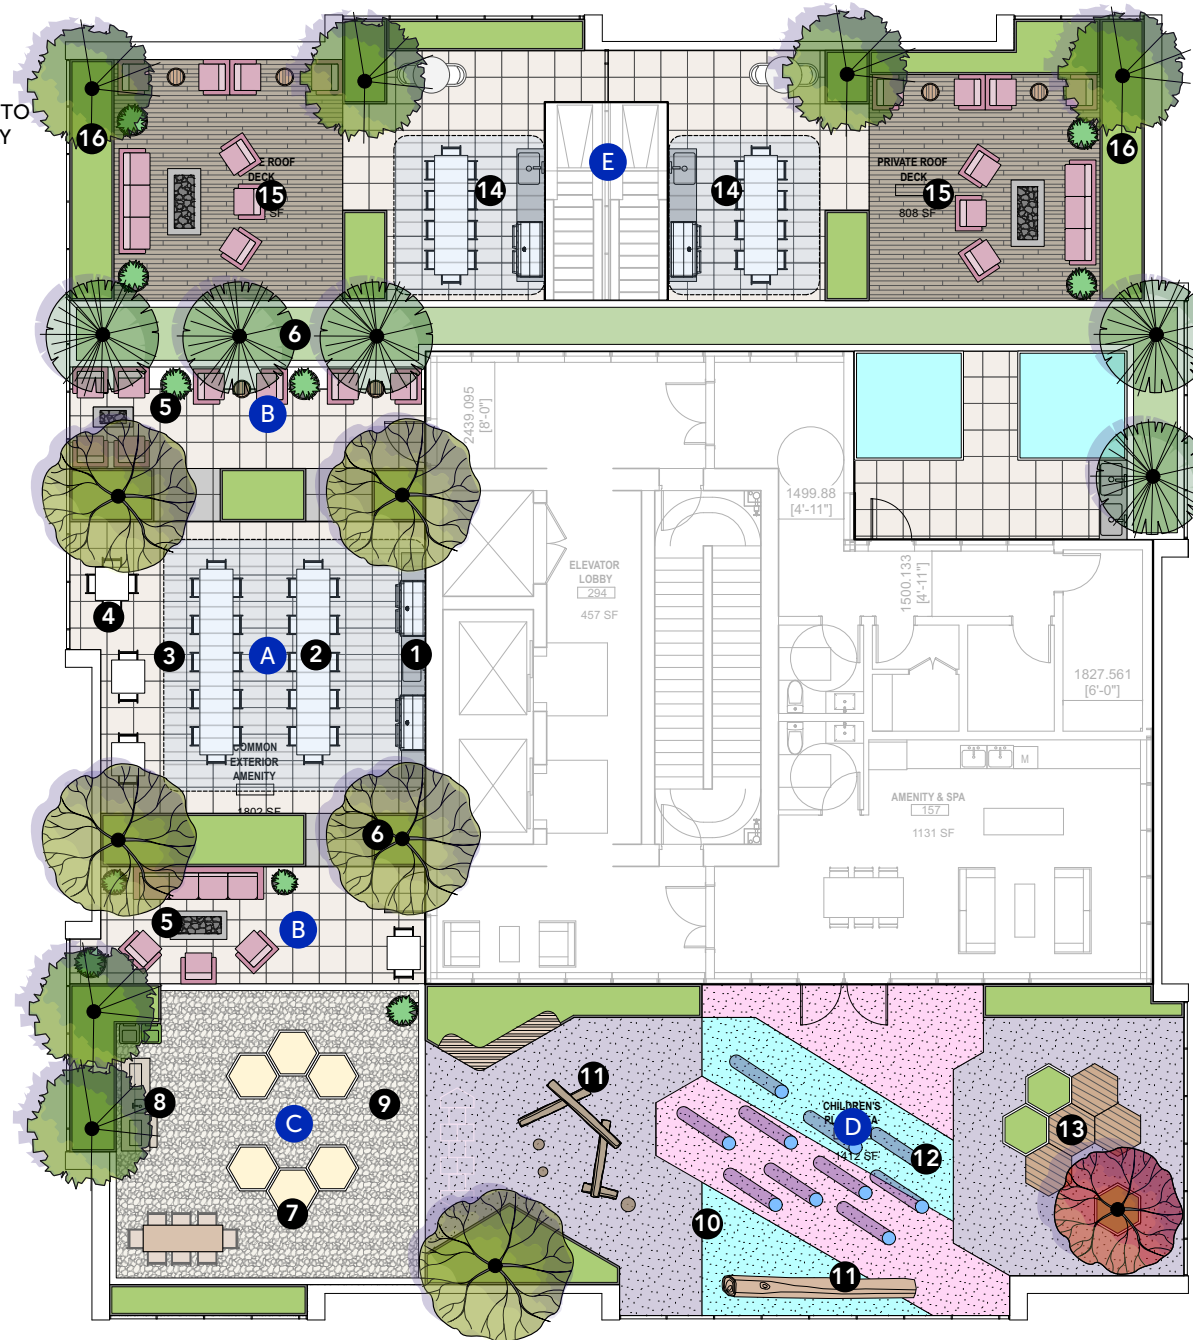 TO
Y
16
E ROOF
DECK
15
SF
14
E
14
PRIVATE ROOF
DECK
15
808 SF
16
6
5
B
2439.095
[8'-0"]
1499.88
[4'-11"]
ELEVATOR
LOBBY
294
457 SF
1500.133
[4'-11"]
1827.561
[6'-0"]
4
3
A
2
1
COMMON
EXTERIOR
AMENITY
1802 SF
M
AMENITY & SPA
157
1131 SF
6
5
B
8
9
C
7
11
CHILDREN'S
D
1412 SF
12
13
10
11